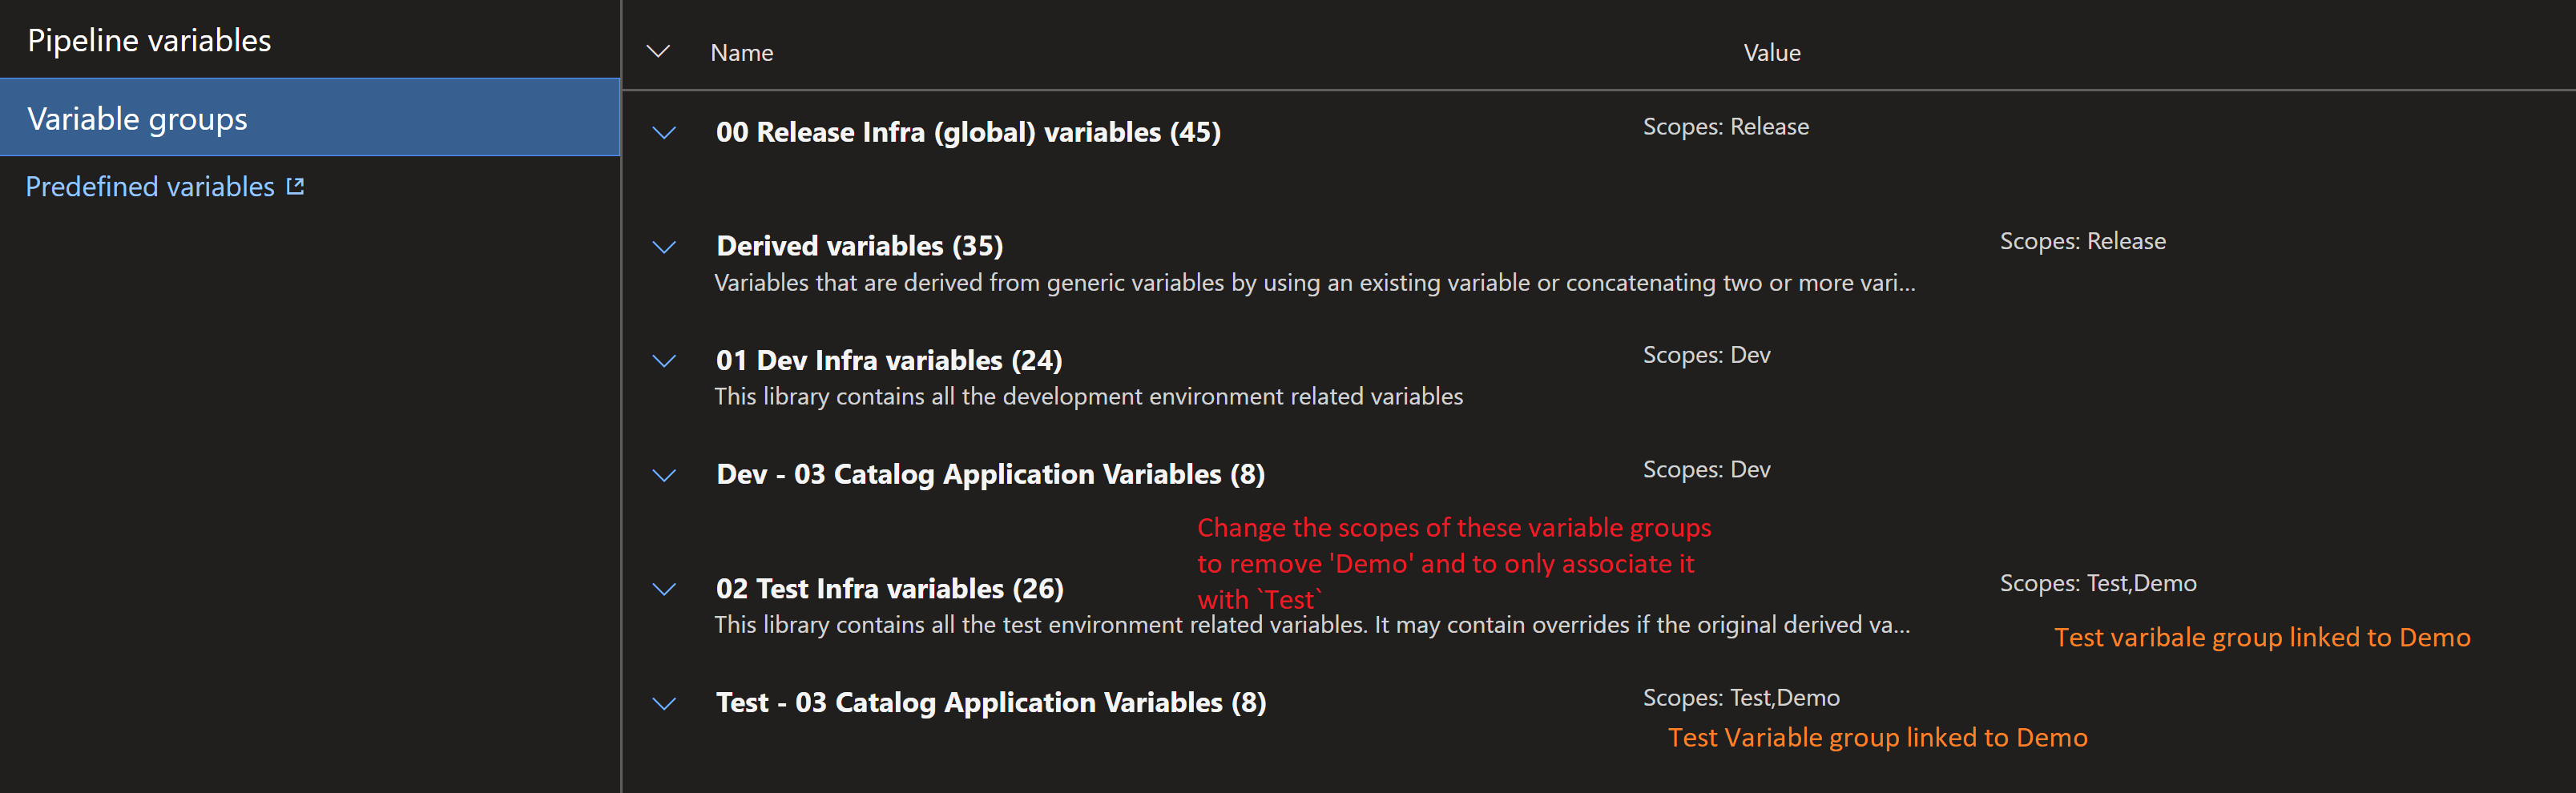 Pipeline variables
Variable groups
Predefined variables
Name
Value
00 Release Infra (global) variables (45)
Scopes: Release
Derived variables (35)
Scopes: Release
Variables that are derived from generic variables by using an existing variable or concatenating two or more vari...
01 Dev Infra variables (24)
Scopes: Dev
This library contains all the development environment related variables
Dev - 03 Catalog Application Variables (8)
Scopes: Dev
Change the scopes of these variable groups
to remove 'Demo' and to only associate it
with `Test`
02 Test Infra variables (26)
Scopes: Test,Demo
This library contains all the test environment related variables. It may contain overrides if the original derived va...
Test varibale group linked to Demo
Test - 03 Catalog Application Variables (8)
Scopes: Test,Demo
Test Variable group linked to Demo